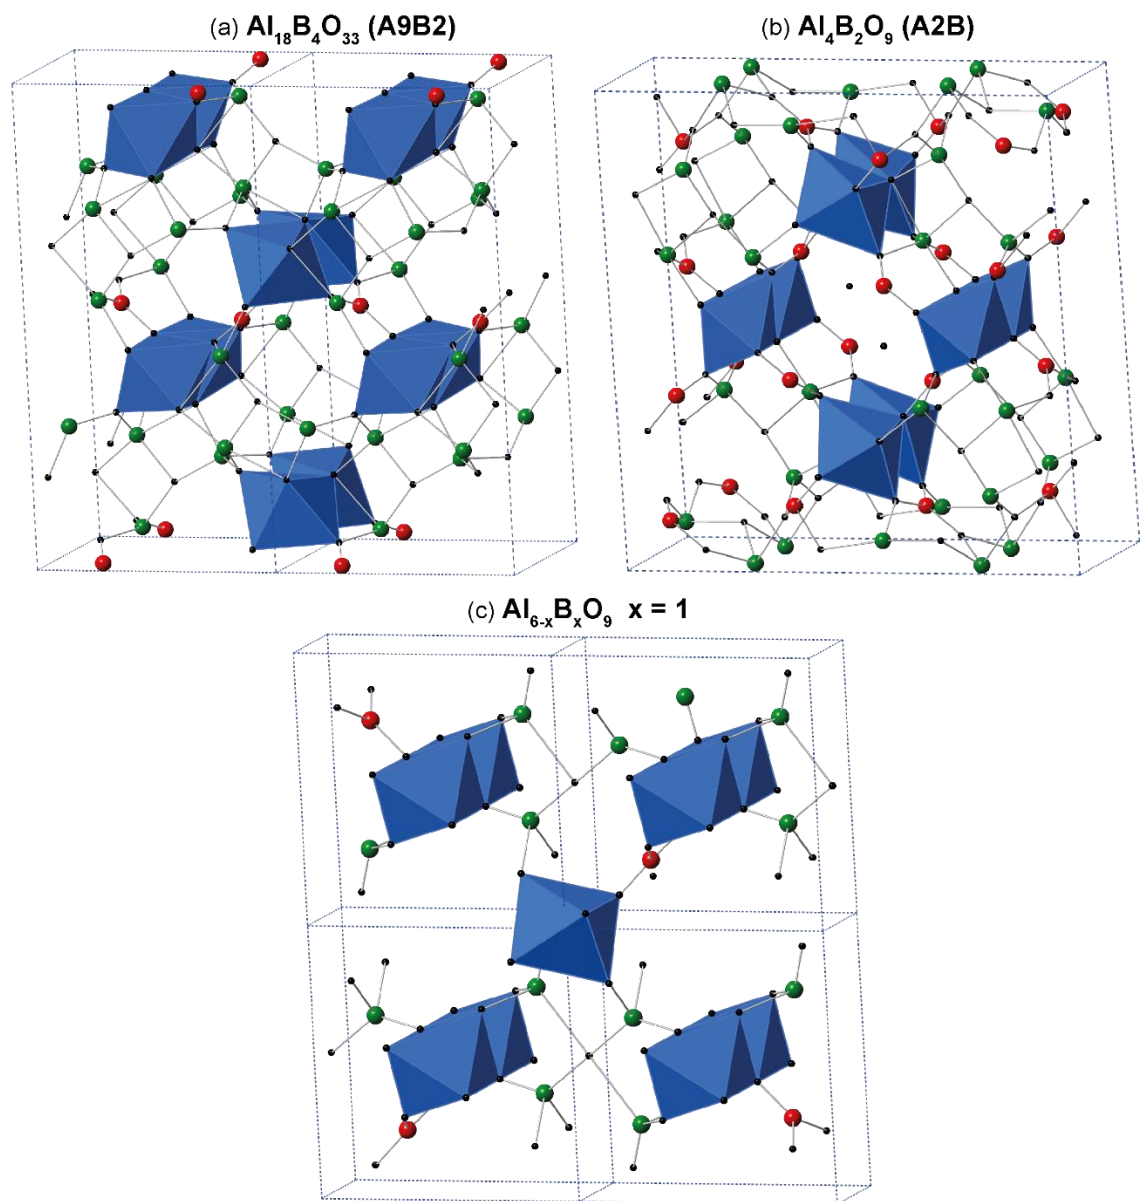 (a) Al₁₈B₄O₃₃ (A9B2)
(b) Al₄B₂O₉ (A2B)
(c) Al₆₋ₓBₓO₉ x = 1